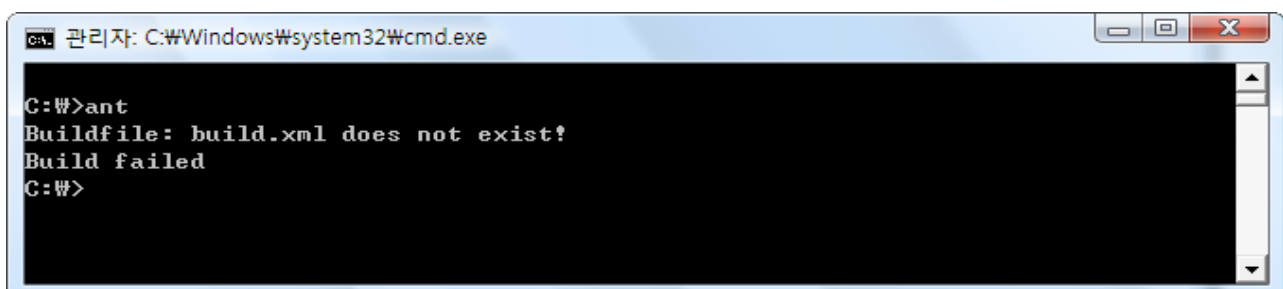 관리자: C:₩Windows₩system32₩cmd.exe
C:₩>ant
Buildfile: build.xml does not exist!
Build failed
C:₩>